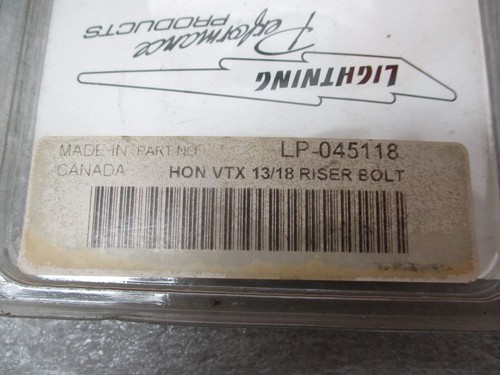 LIGHTNING
Performance
PRODUCTS
MADE IN PART NO. LP-045118
CANADA HON VTX 13/18 RISER BOLT